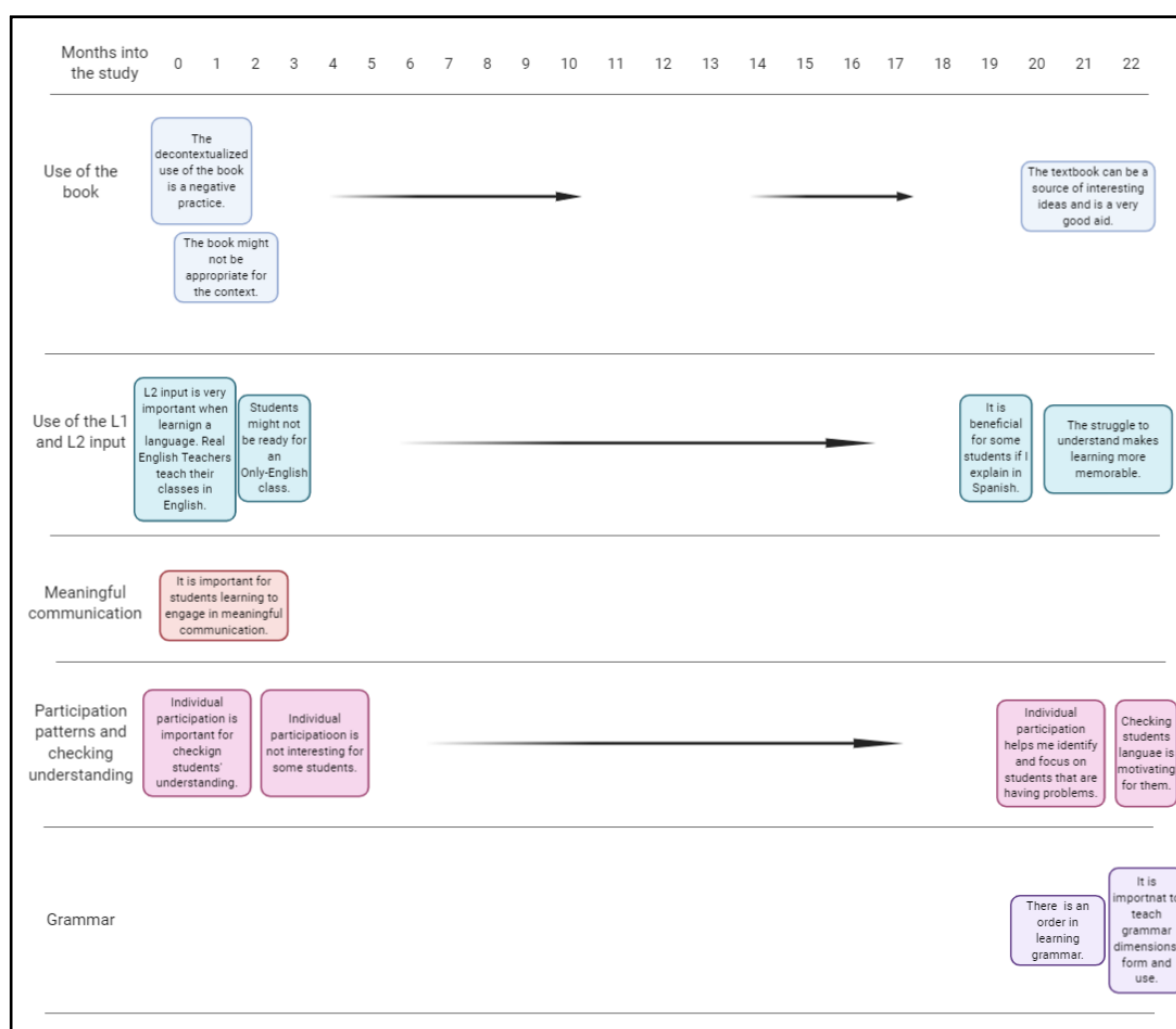 Months into
the study
0 1 2 3 4 5 6 7 8 9 10 11 12 13 14 15 16 17 18 19 20 21 22
Use of the
book
The
decontextualized
use of the book
is a negative
practice.
The book might
not be
appropriate for
the context.
The textbook can be a
source of interesting
ideas and is a very
good aid.
Use of the L1
and L2 input
L2 input is very
important when
learnign a
language. Real
English Teachers
teach their
classes in
English.
Students
might not
be ready for
an
Only-English
class.
It is
beneficial
for some
students if I
explain in
Spanish.
The struggle to
understand makes
learning more
memorable.
Meaningful
communication
It is important for
students learning to
engage in meaningful
communication.
Participation
patterns and
checking
understanding
Individual
participation is
important for
checkign
students'
understanding.
Individual
participatioon is
not interesting for
some students.
Individual
participation
helps me identify
and focus on
students that are
having problems.
Checking
students
languae is
motivating
for them.
Grammar
There is an
order in
learning
grammar.
It is
importnat to
teach
grammar
dimensions,
form and
use.